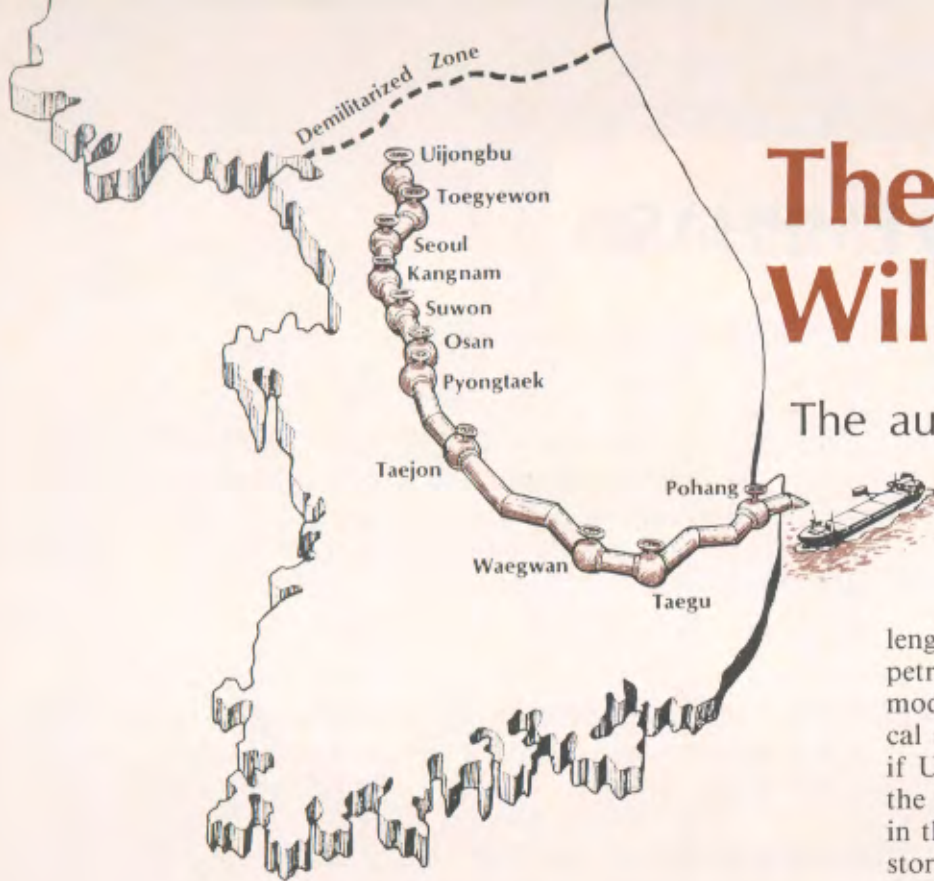 Demilitarized Zone
Uijongbu
Toegyewon
Seoul
Kangnam
Suwon
Osan
Pyongtaek
Taejon
Waegwan
Taegu
Pohang
The
Wil
The au
leng
petr
mod
cal
if U
the
in th
stor